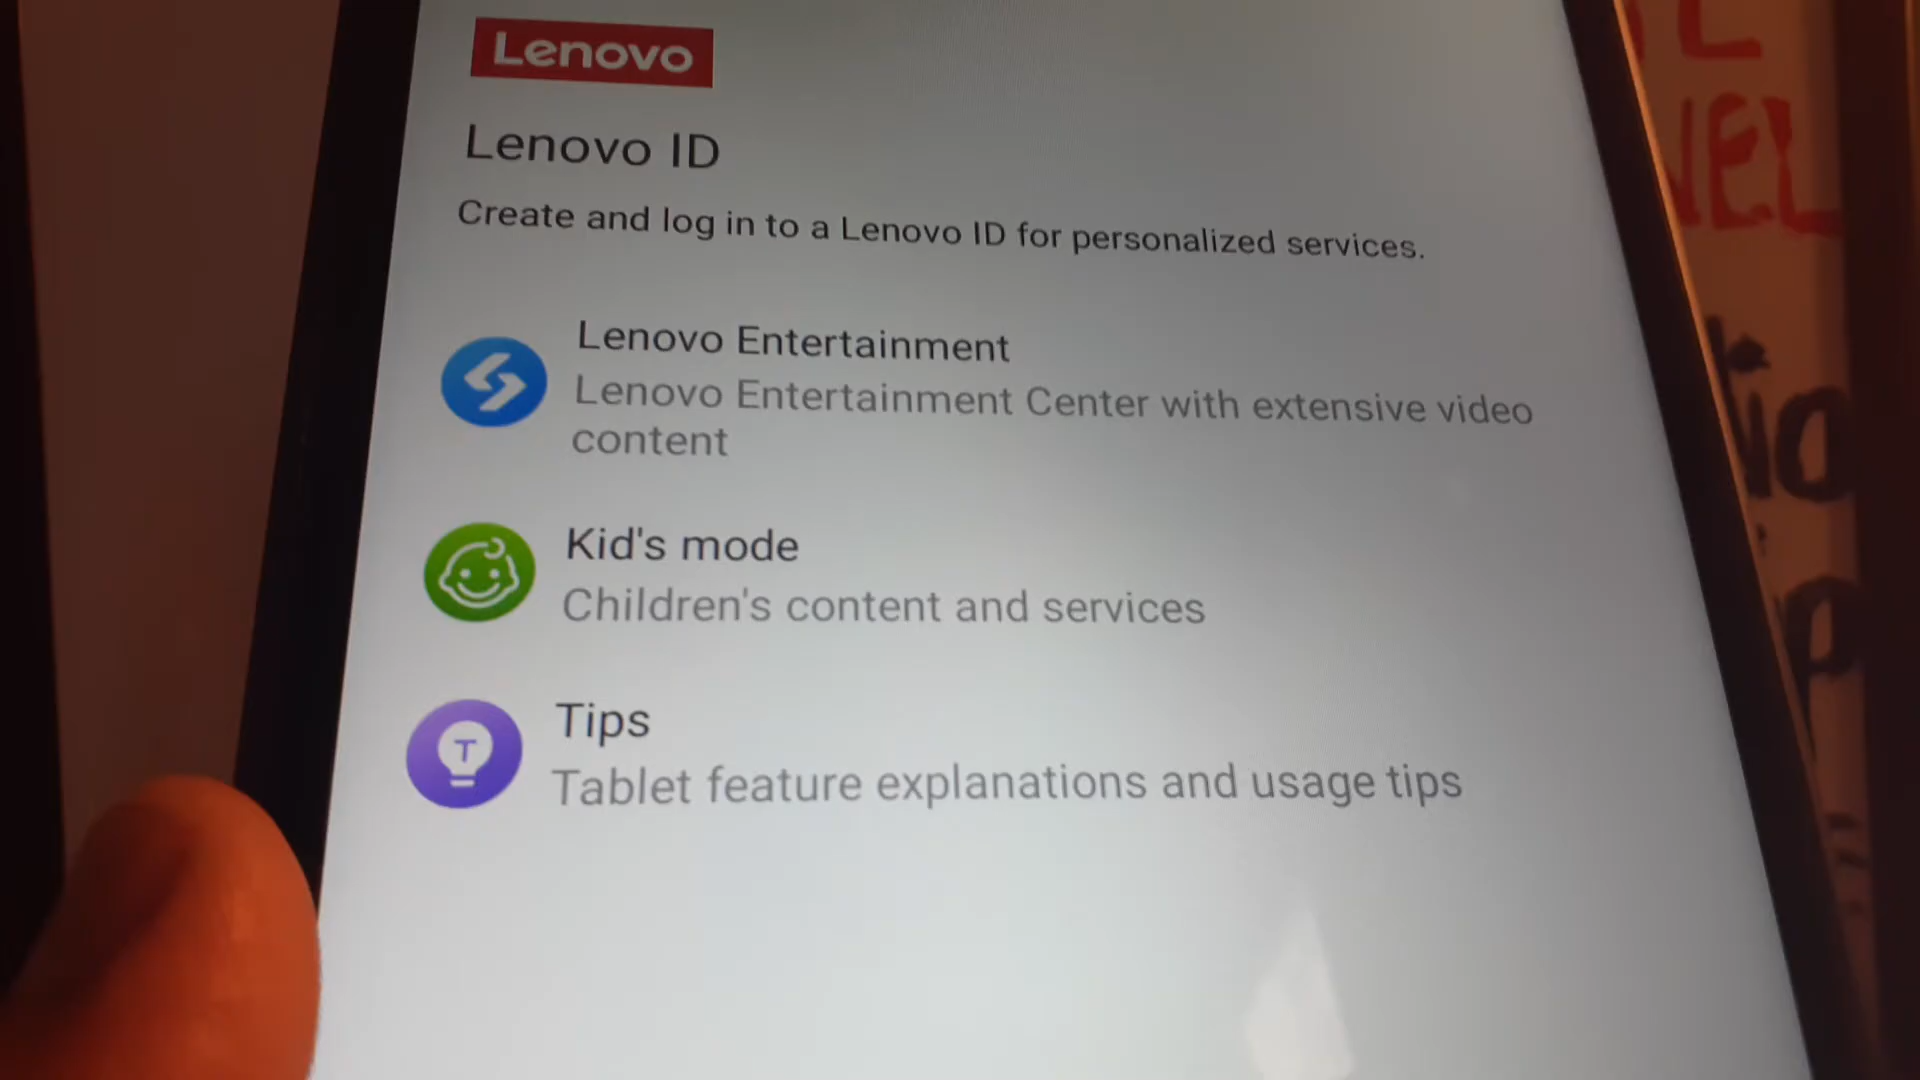 Lenovo
Lenovo ID
Create and log in to a Lenovo ID for personalized services.
Lenovo Entertainment
Lenovo Entertainment Center with extensive video
content
Kid's mode
Children's content and services
T
Tips
Tablet feature explanations and usage tips